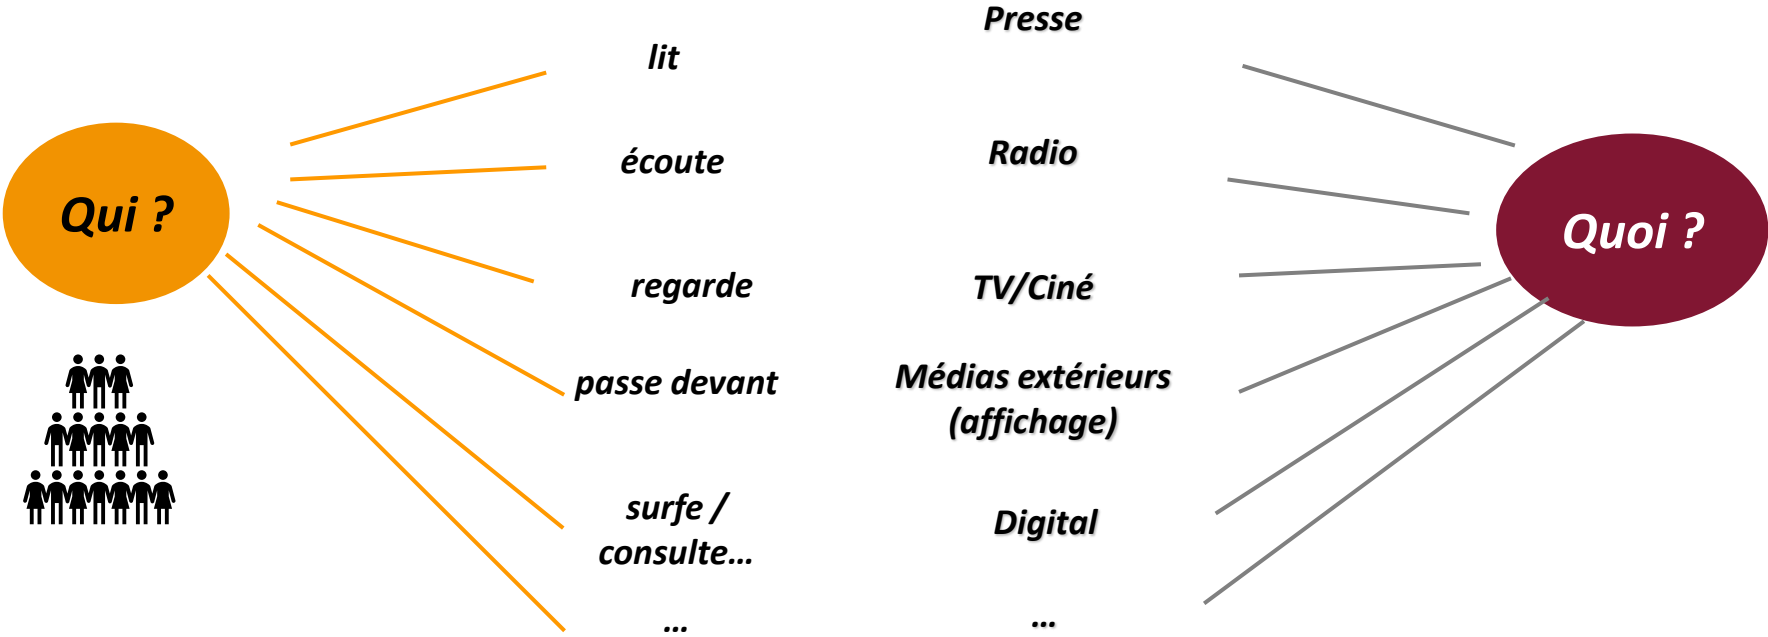 Qui ?
lit
écoute
regarde
passe devant
surfe /
consulte…
…
Presse
Radio
TV/Ciné
Médias extérieurs
(affichage)
Digital
…
Quoi ?